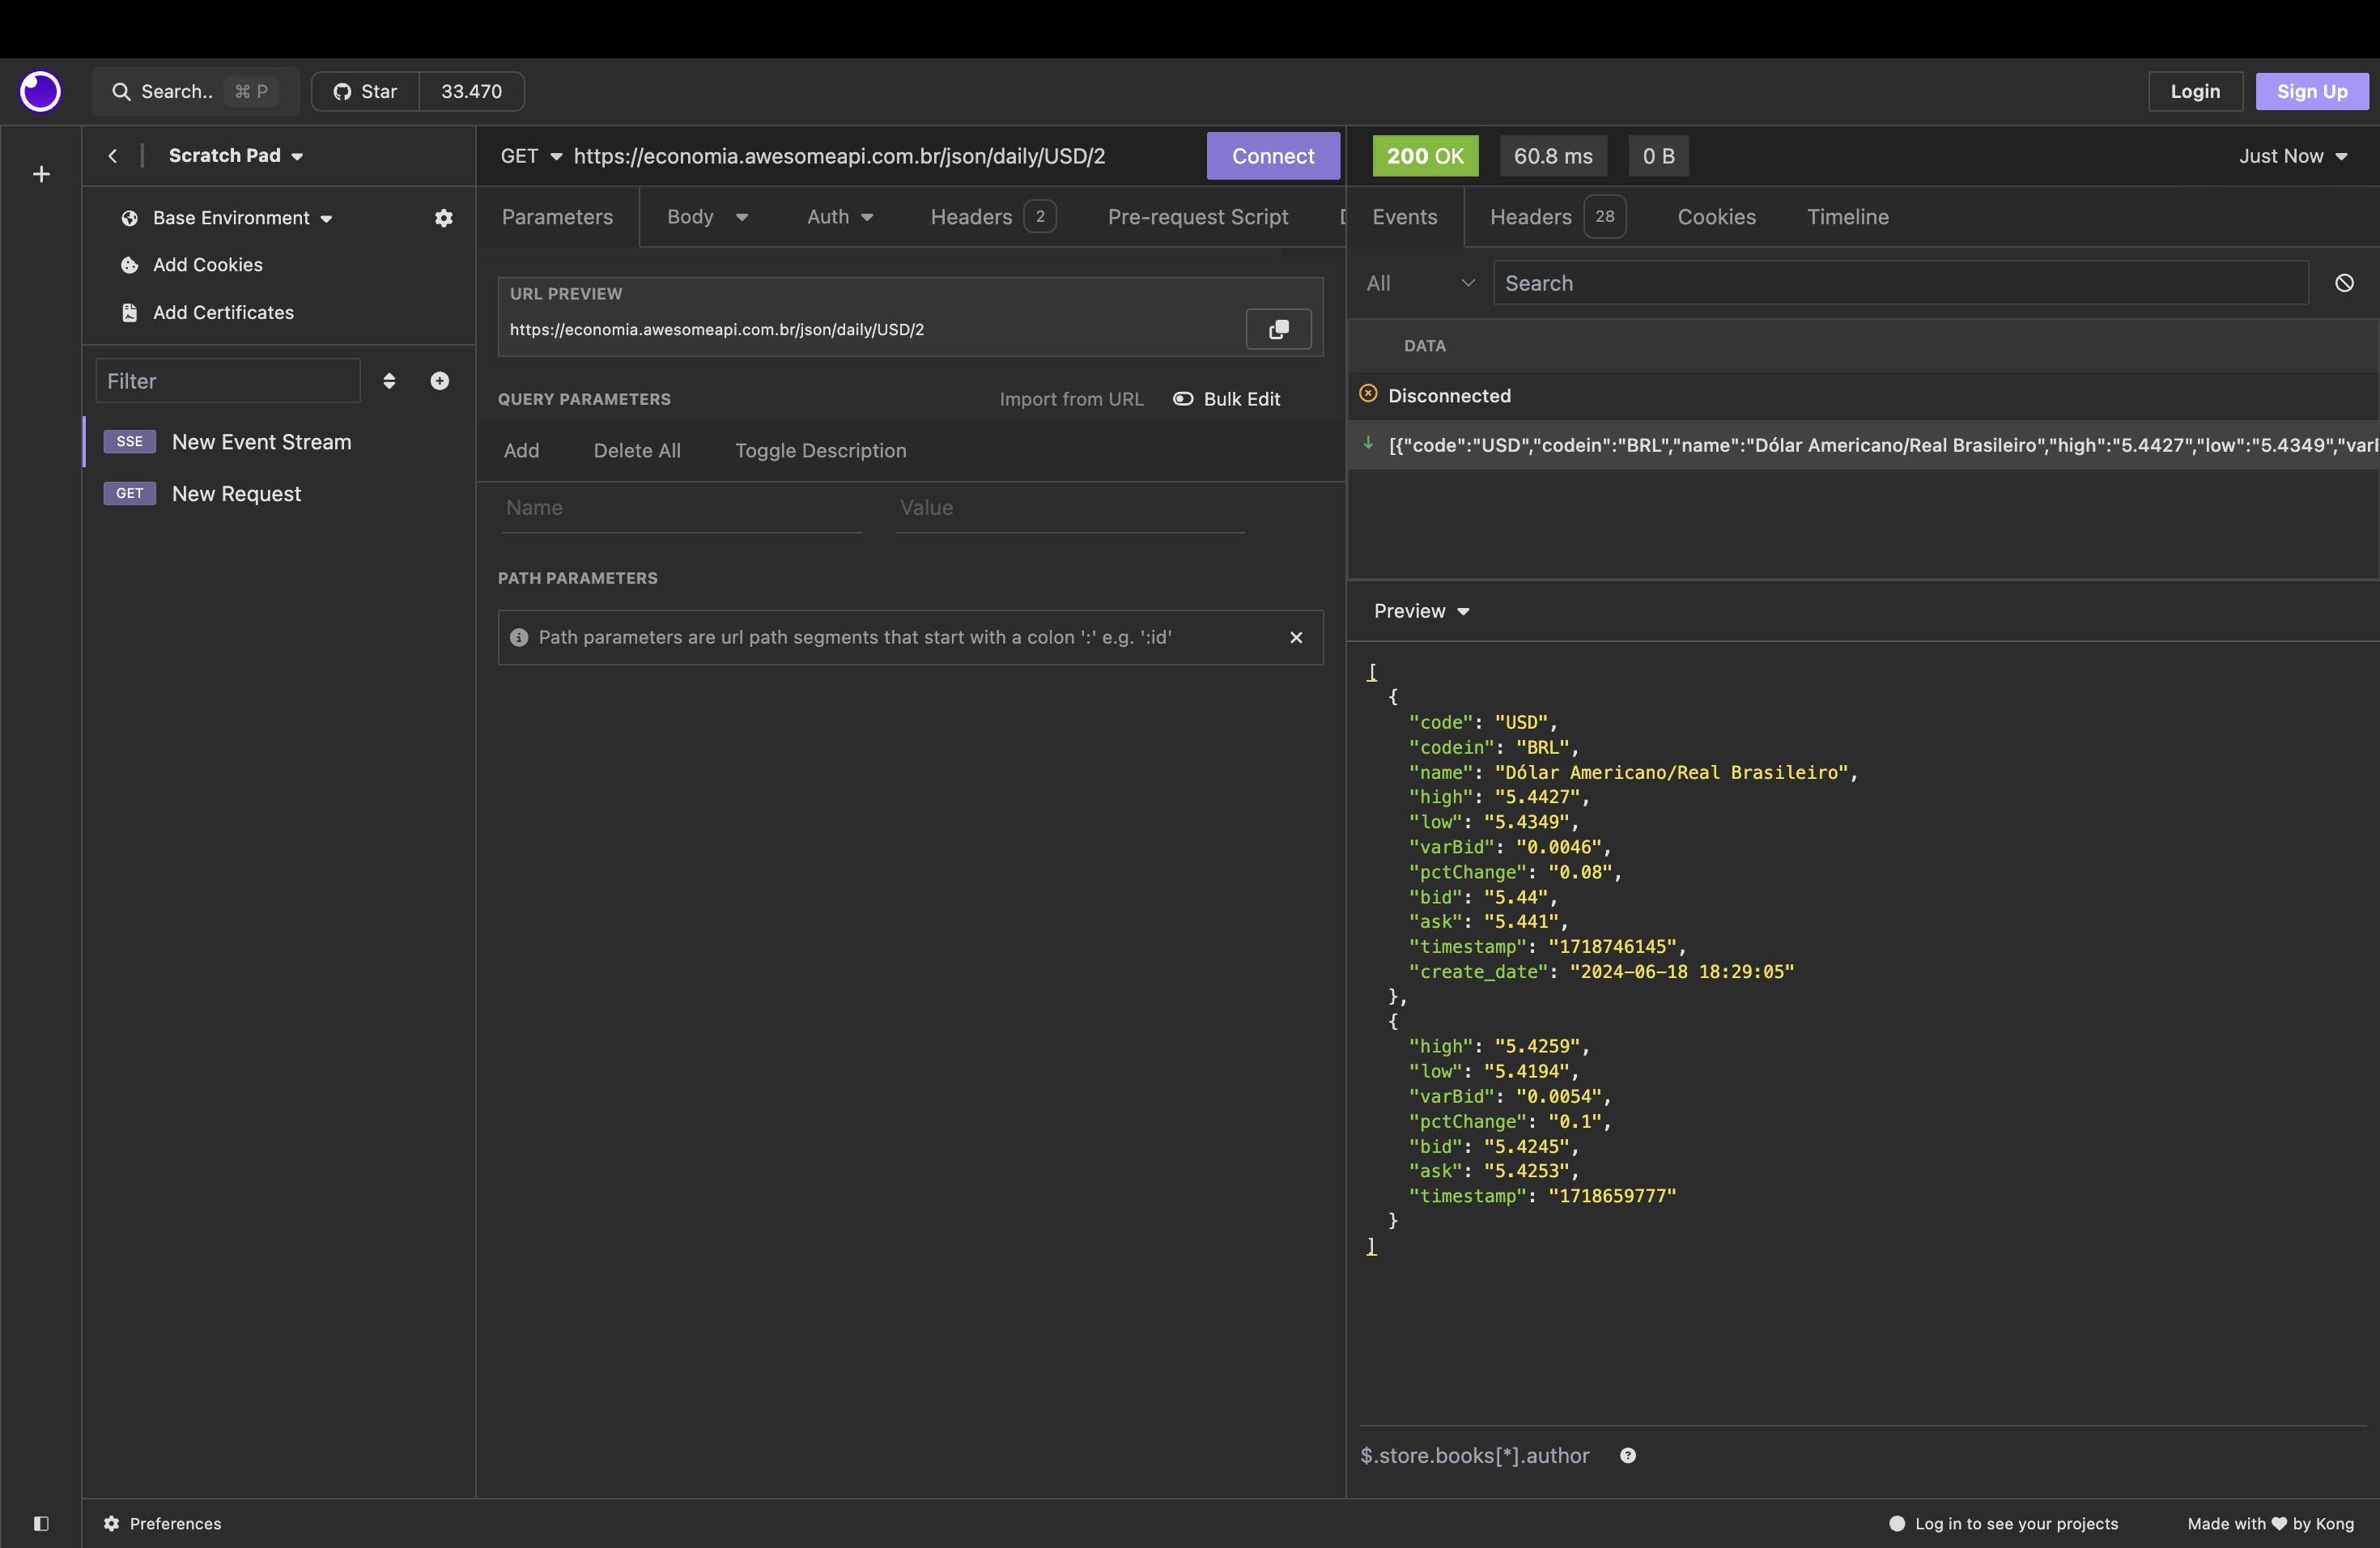 Search.. ⌘ P Star 33.470 Login Sign Up
Scratch Pad
Base Environment
Add Cookies
Add Certificates
Filter
SSE New Event Stream
GET New Request
GET https://economia.awesomeapi.com.br/json/daily/USD/2 Connect
Parameters Body Auth Headers 2 Pre-request Script
URL PREVIEW
https://economia.awesomeapi.com.br/json/daily/USD/2
QUERY PARAMETERS Import from URL Bulk Edit
Add Delete All Toggle Description
Name Value
PATH PARAMETERS
Path parameters are url path segments that start with a colon ':' e.g. ':id'
200 OK 60.8 ms 0 B Just Now
Events Headers 28 Cookies Timeline
All Search
DATA
Disconnected
[{"code":"USD","codein":"BRL","name":"Dólar Americano/Real Brasileiro","high":"5.4427","low":"5.4349","var
Preview
[
{
"code": "USD",
"codein": "BRL",
"name": "Dólar Americano/Real Brasileiro",
"high": "5.4427",
"low": "5.4349",
"varBid": "0.0046",
"pctChange": "0.08",
"bid": "5.44",
"ask": "5.441",
"timestamp": "1718746145",
"create_date": "2024-06-18 18:29:05"
},
{
"high": "5.4259",
"low": "5.4194",
"varBid": "0.0054",
"pctChange": "0.1",
"bid": "5.4245",
"ask": "5.4253",
"timestamp": "1718659777"
}
]
$.store.books[*].author
Preferences Log in to see your projects Made with ♥ by Kong